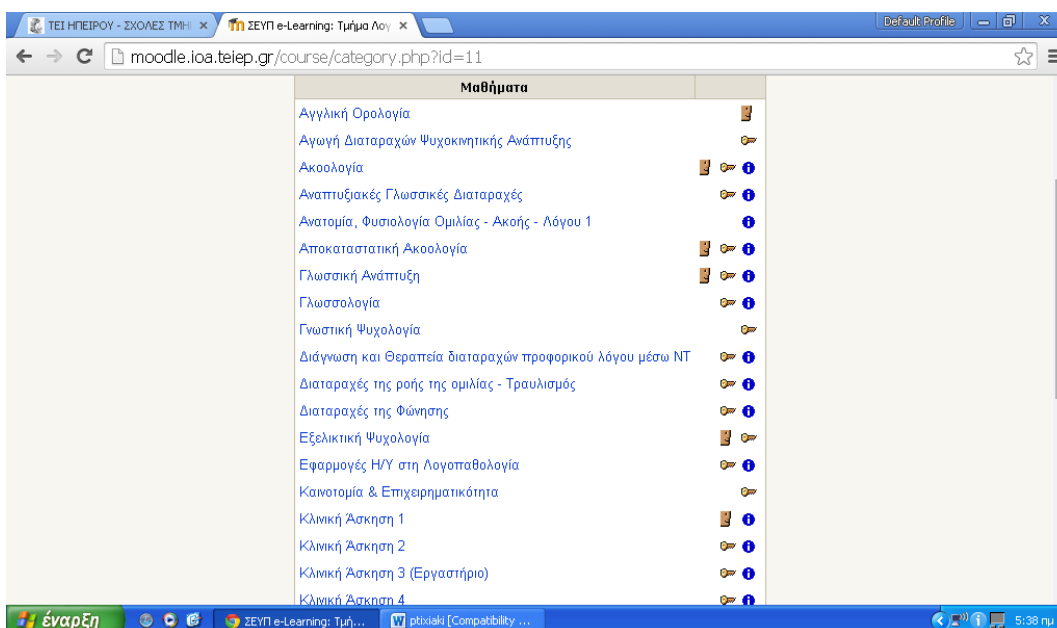 ΤΕΙ ΗΠΕΙΡΟΥ - ΣΧΟΛΕΣ ΤΜΗ
ΣΕΥΠ e-Learning: Τμήμα Λογ
Default Profile
moodle.ioa.teiep.gr/course/category.php?id=11
Μαθήματα
Αγγλική Ορολογία
Αγωγή Διαταραχών Ψυχοκινητικής Ανάπτυξης
Ακοολογία
Αναπτυξιακές Γλωσσικές Διαταραχές
Ανατομία, Φυσιολογία Ομιλίας - Ακοής - Λόγου 1
Αποκαταστατική Ακοολογία
Γλωσσική Ανάπτυξη
Γλωσσολογία
Γνωστική Ψυχολογία
Διάγνωση και Θεραπεία διαταραχών προφορικού λόγου μέσω ΝΤ
Διαταραχές της ροής της ομιλίας - Τραυλισμός
Διαταραχές της Φώνησης
Εξελικτική Ψυχολογία
Εφαρμογές Η/Υ στη Λογοπαθολογία
Καινοτομία & Επιχειρηματικότητα
Κλινική Άσκηση 1
Κλινική Άσκηση 2
Κλινική Άσκηση 3 (Εργαστήριο)
Κλινική Άσκηση 4
έναρξη
ΣΕΥΠ e-Learning: Τμή...
ptixiaki [Compatibility ...
5:38 πμ